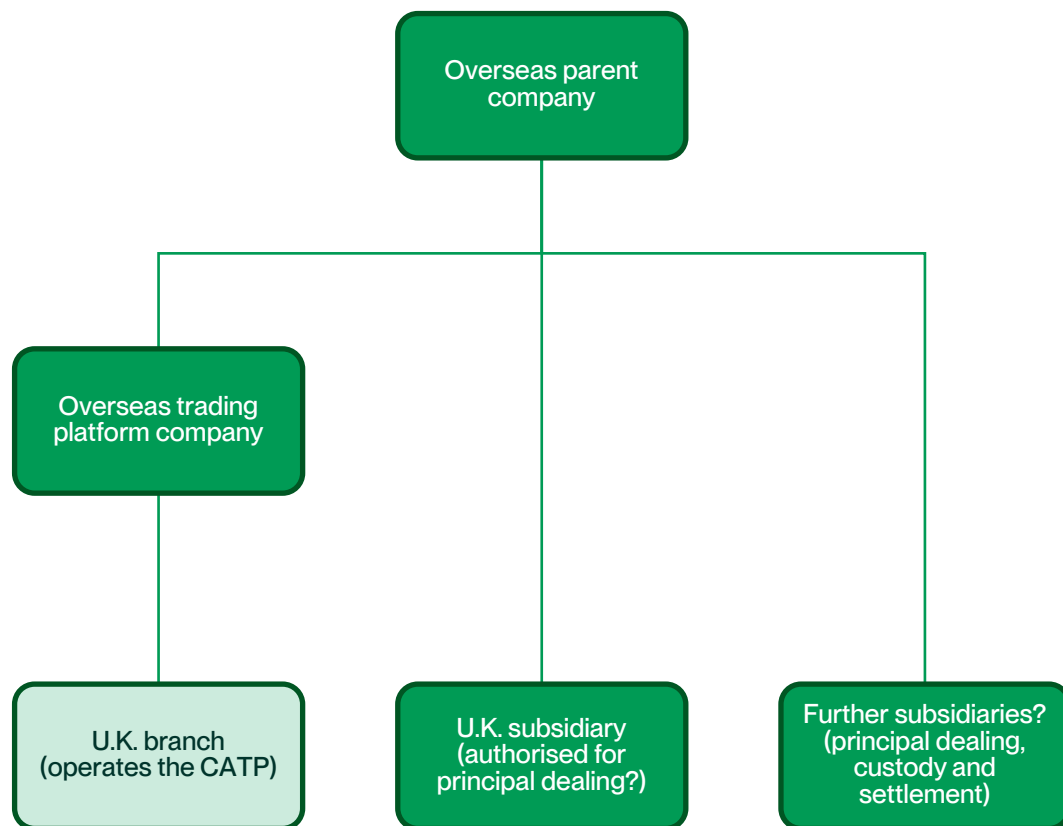 Overseas parent
company
Overseas trading
platform company
U.K. branch
(operates the CATP)
U.K. subsidiary
(authorised for
principal dealing?)
Further subsidiaries?
(principal dealing,
custody and
settlement)